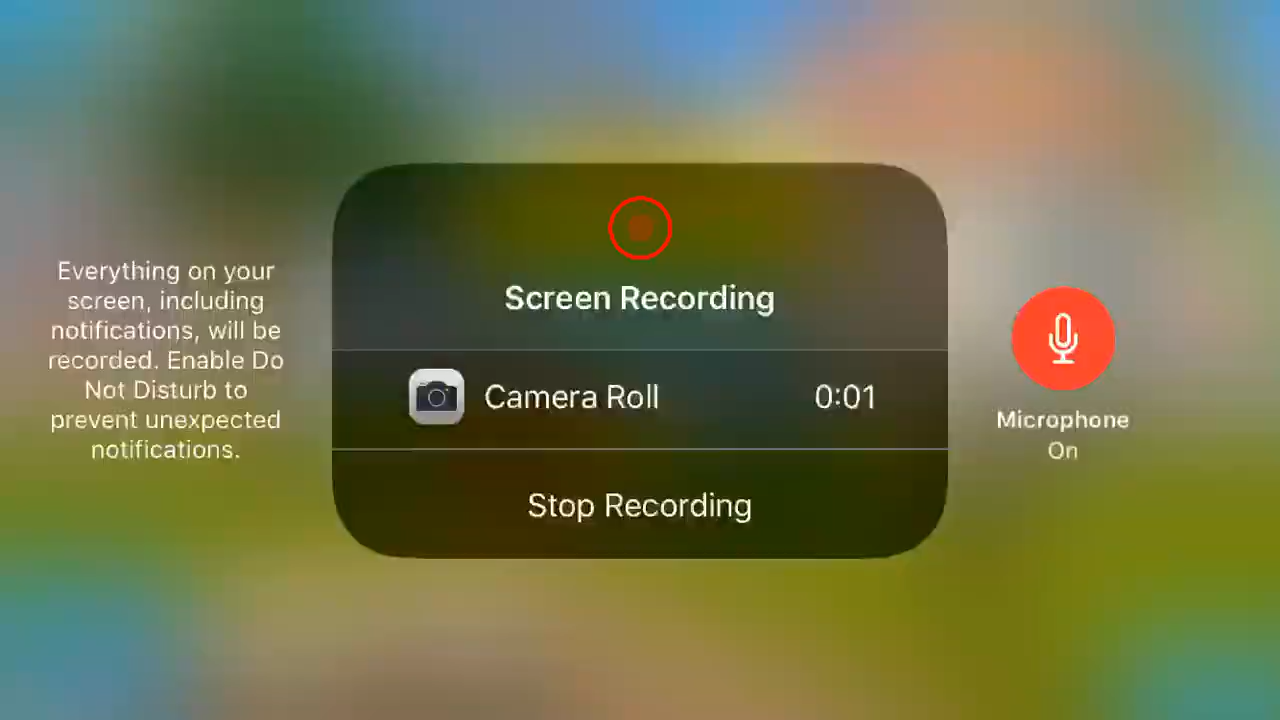 Everything on your
screen, including
notifications, will be
recorded. Enable Do
Not Disturb to
prevent unexpected
notifications.
Screen Recording
Camera Roll 0:01
Stop Recording
Microphone
On